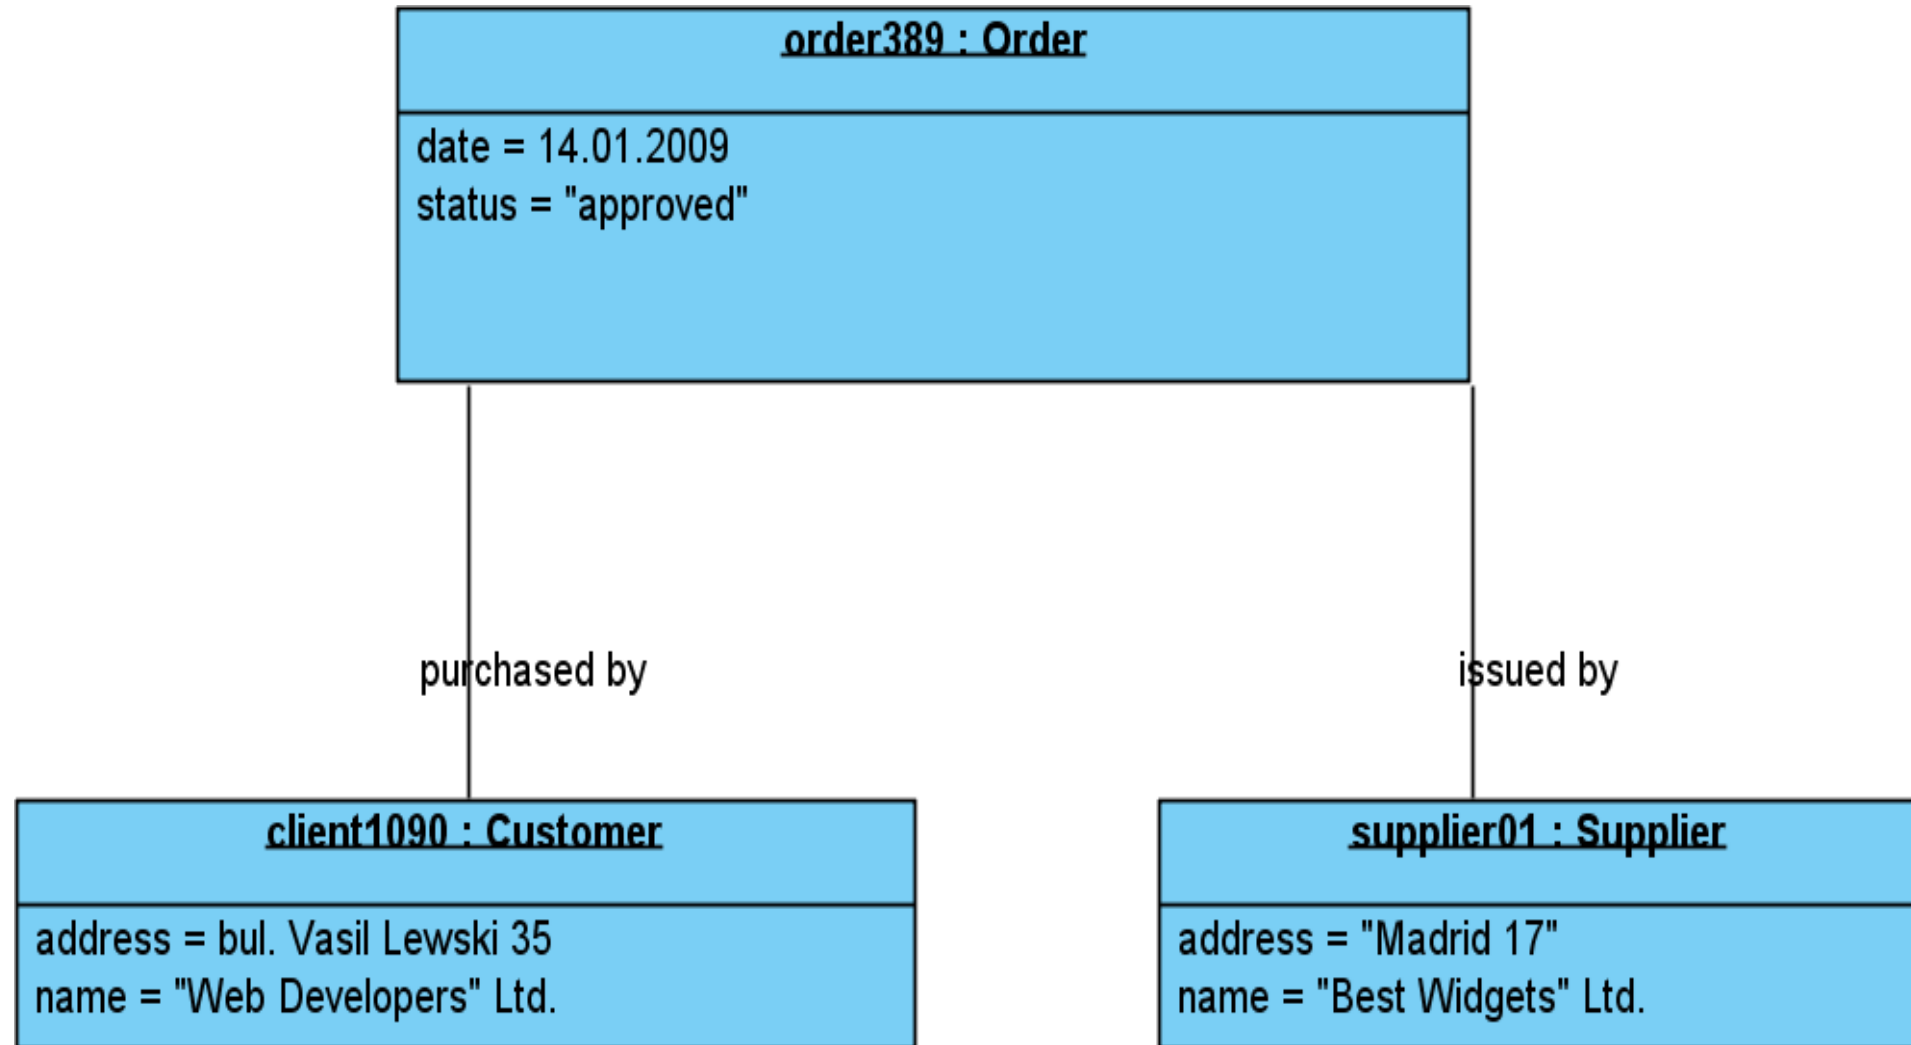 order389 : Order
date = 14.01.2009
status = "approved"
purchased by
issued by
client1090 : Customer
address = bul. Vasil Lewski 35
name = "Web Developers" Ltd.
supplier01 : Supplier
address = "Madrid 17"
name = "Best Widgets" Ltd.